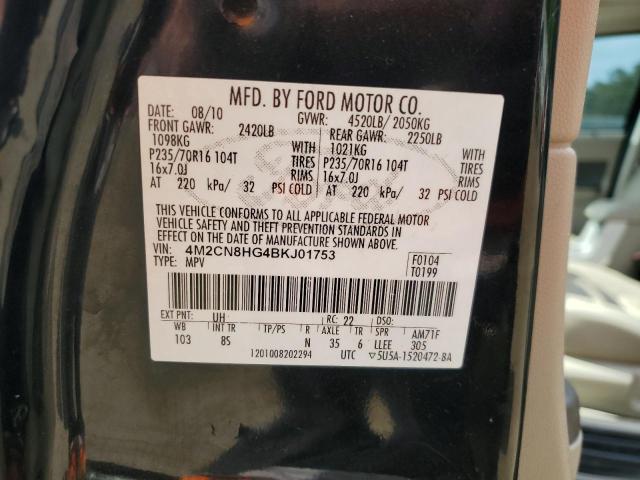 MFD. BY FORD MOTOR CO.
DATE: 08/10 GVWR: 4520LB/ 2050KG
FRONT GAWR: 2420LB REAR GAWR: 2250LB
1098KG WITH 1021KG WITH
P235/70R16 104T TIRES P235/70R16 104T TIRES
16x7.0J RIMS 16x7.0J RIMS
AT 220 kPa/ 32 PSI COLD AT 220 kPa/ 32 PSI COLD
THIS VEHICLE CONFORMS TO ALL APPLICABLE FEDERAL MOTOR
VEHICLE SAFETY AND THEFT PREVENTION STANDARDS IN
EFFECT ON THE DATE OF MANUFACTURE SHOWN ABOVE.
VIN: 4M2CN8HG4BKJ01753 F0104
TYPE: MPV T0199
EXT PNT: UH RC: 22 DSO:
WB INT TR TP/PS R AXLE TR SPR AM71F
103 8S N 35 6 LLEE 305
1201008202294 UTC 5U5A-1520472-BA